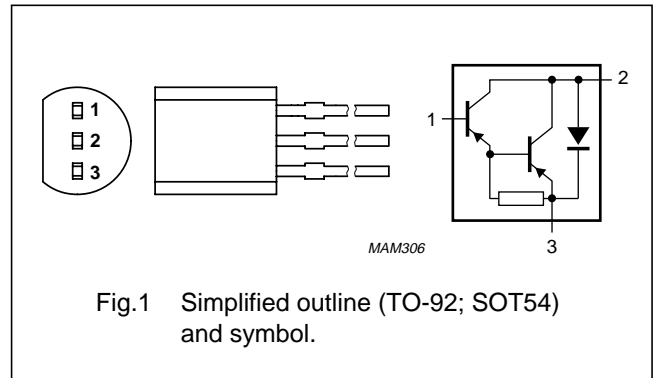 1
2
3
1
2
3
MAM306
Fig.1 Simplified outline (TO-92; SOT54)
and symbol.